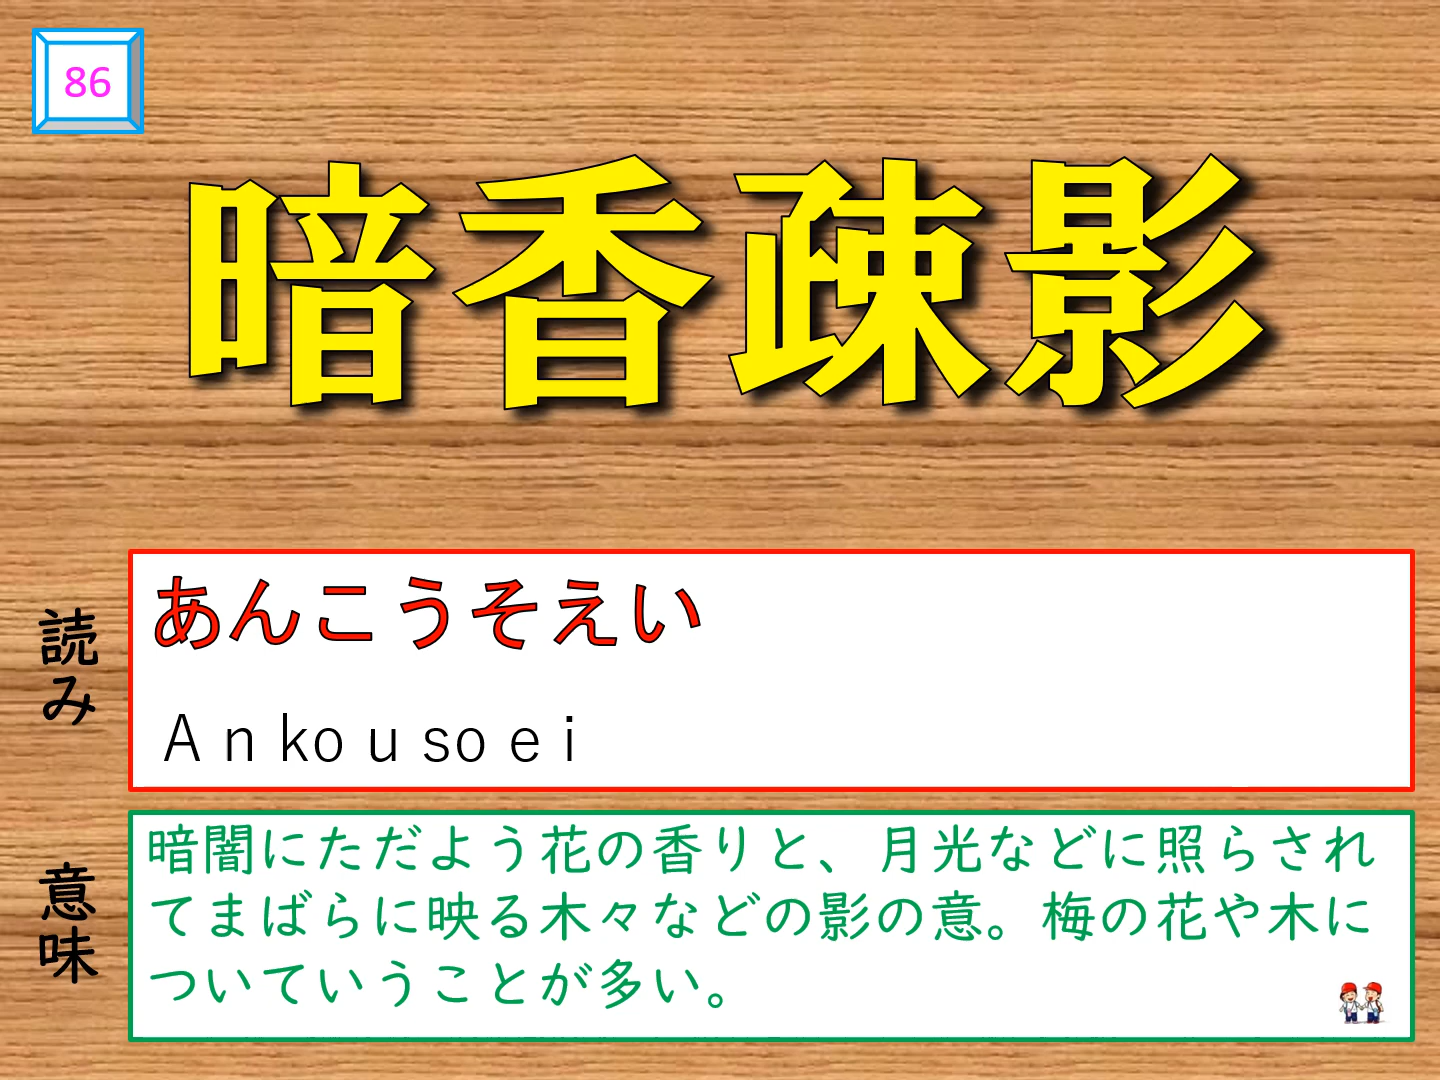 86
暗香疎影
読み
あんこうそえい
Ankousoei
意味
暗闇にただよう花の香りと、月光などに照らされ
てまばらに映る木々などの影の意。梅の花や木に
ついていうことが多い。